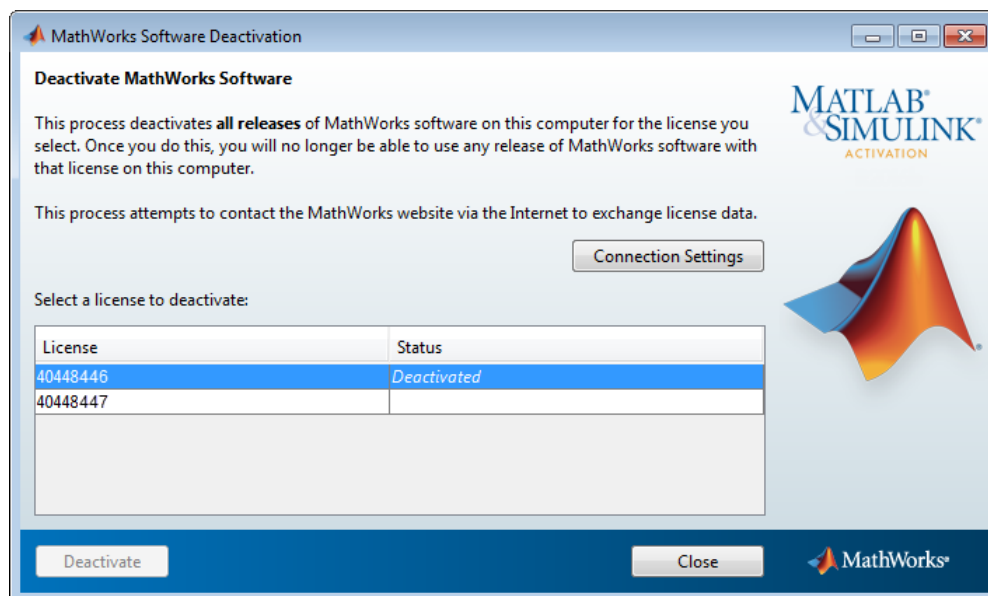 MathWorks Software Deactivation
Deactivate MathWorks Software
MATLAB®
&SIMULINK®
ACTIVATION
This process deactivates all releases of MathWorks software on this computer for the license you
select. Once you do this, you will no longer be able to use any release of MathWorks software with
that license on this computer.
This process attempts to contact the MathWorks website via the Internet to exchange license data.
Connection Settings
Select a license to deactivate:
License Status
40448446 Deactivated
40448447
Deactivate Close MathWorks®